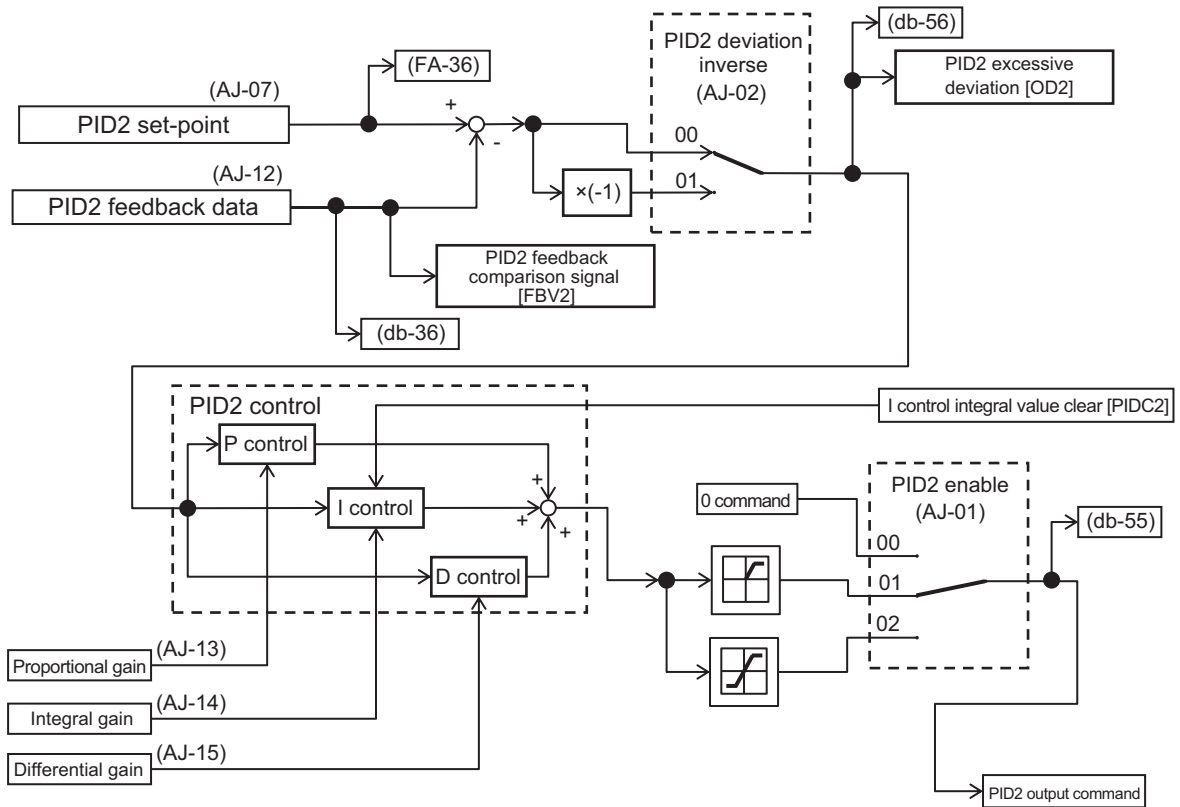 (db-56)
PID2 deviation
inverse
(AJ-02)
PID2 excessive
deviation [OD2]
(FA-36)
(AJ-07)
PID2 set-point
+
-
00
01
×(-1)
(AJ-12)
PID2 feedback data
PID2 feedback
comparison signal
[FBV2]
(db-36)
PID2 control
I control integral value clear [PIDC2]
P control
I control
D control
+
+
+
0 command
PID2 enable
(AJ-01)
00
01
02
(db-55)
(AJ-13)
Proportional gain
(AJ-14)
Integral gain
(AJ-15)
Differential gain
PID2 output command